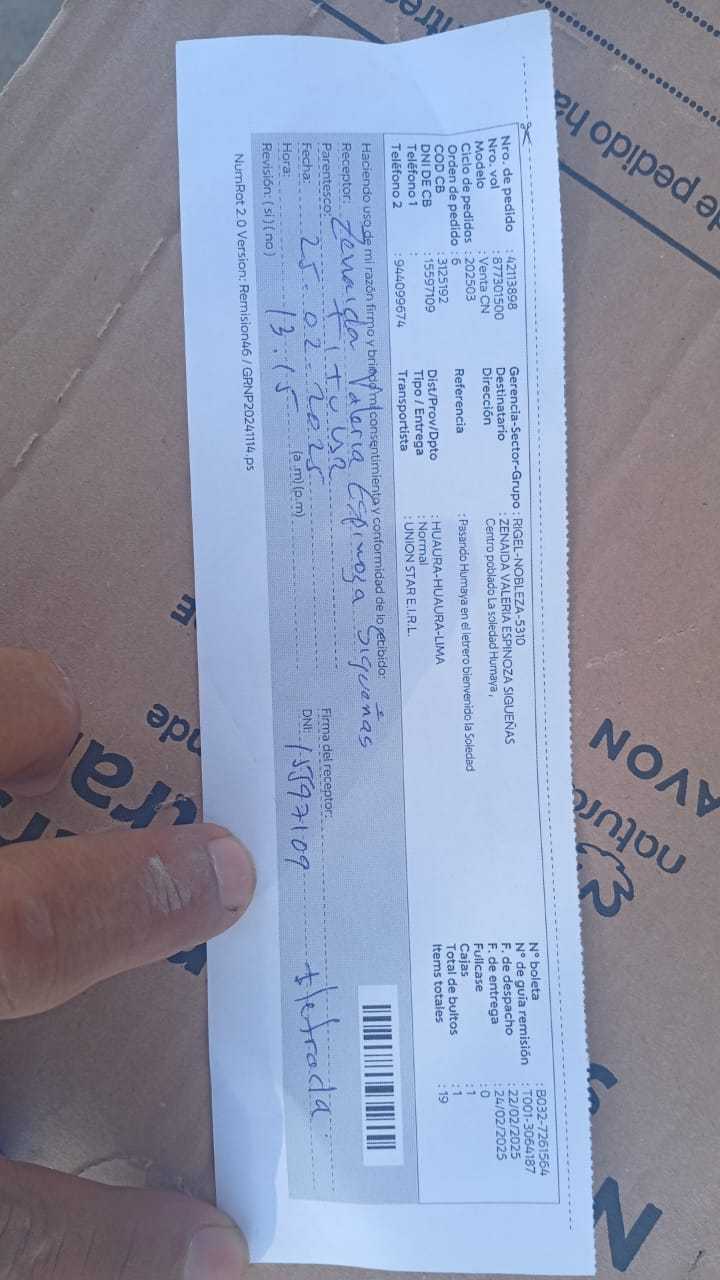 Nro. de pedido : 42113898
Nro. vol : 877301500
Modelo : Venta CN
Ciclo de pedidos : 202503
Orden de pedido : 6
COD CB : 3125192
DNI DE CB : 15597109
Teléfono 1 :
Teléfono 2 : 944099674
Gerencia-Sector-Grupo : RIGEL-NOBLEZA-5310
Destinatario : ZENAIDA VALERIA ESPINOZA SIGUEÑAS
Dirección Centro poblado La soledad Humaya ,
Referencia : Pasando Humaya en el letrero bienvenido la Soledad
Dist/Prov/Dpto : HUAURA-HUAURA-LIMA
Tipo / Entrega : Normal
Transportista : UNION STAR E.I.R.L.
N° boleta : B032-7261564
N° de guía remisión : T001-3064187
F. de despacho : 22/02/2025
F. de entrega : 24/02/2025
Fullcase : 0
Cajas : 1
Total de bultos : 1
Items totales : 19
Haciendo uso de mi razón firmo y brindo mi consentimiento y conformidad de lo recibido:
Receptor: Zenaida Valeria Espinoza Sigueñas
Parentesco: titular
Fecha: 25.02.2025
Hora: 13.15 (a.m)(p.m)
Revisión: (si)(no)
Firma del receptor:
DNI: 15597109
NumRot 2.0 Version: Remision46 / GRNP20241114.ps
de pedido ha
AVON
natura